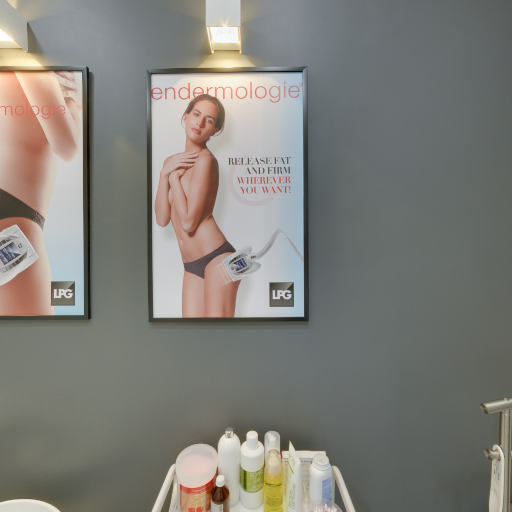 mologie
LPG
endermologie
RELEASE FAT
AND FIRM
WHEREVER
YOU WANT!
LPG